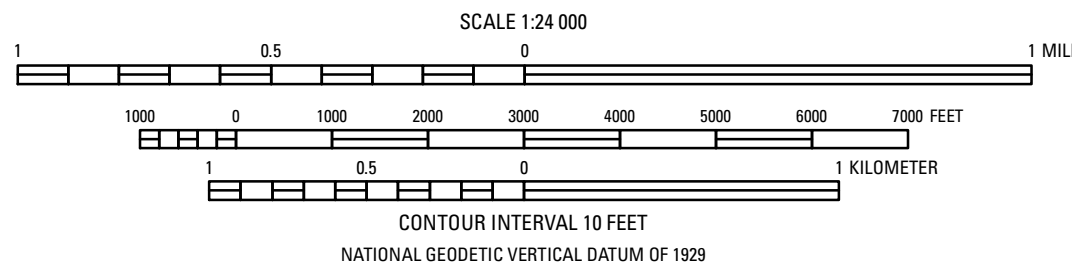 SCALE 1:24 000
1 0.5 0 1
1000 0 1000 2000 3000 4000 5000 6000 7000 FEET
1 0.5 0 1 KILOMETER
CONTOUR INTERVAL 10 FEET
NATIONAL GEODETIC VERTICAL DATUM OF 1929